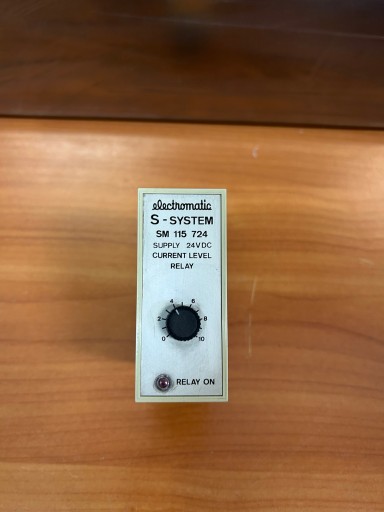 electromatic
S - SYSTEM
SM 115 724
SUPPLY 24VDC
CURRENT LEVEL
RELAY
4 6
2 8
0 10
RELAY ON